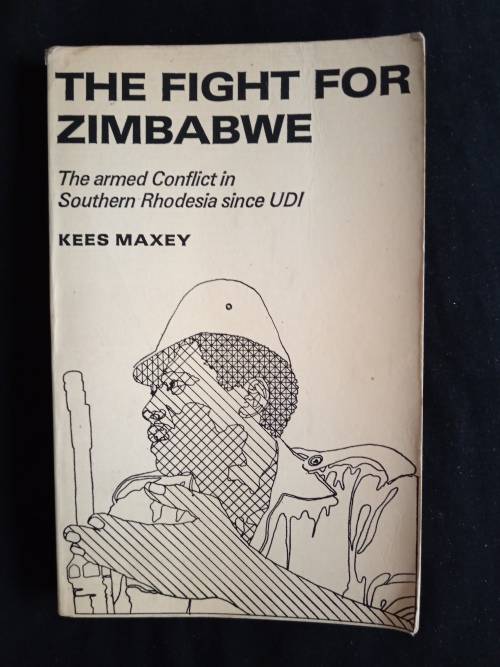 THE FIGHT FOR
ZIMBABWE
The armed Conflict in
Southern Rhodesia since UDI
KEES MAXEY